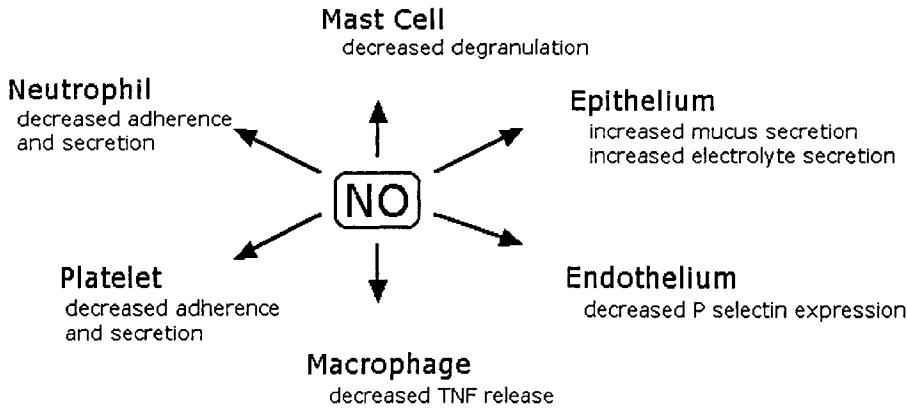 Mast Cell
decreased degranulation
Neutrophil
decreased adherence
and secretion
Epithelium
increased mucus secretion
increased electrolyte secretion
NO
Platelet
decreased adherence
and secretion
Endothelium
decreased P selectin expression
Macrophage
decreased TNF release